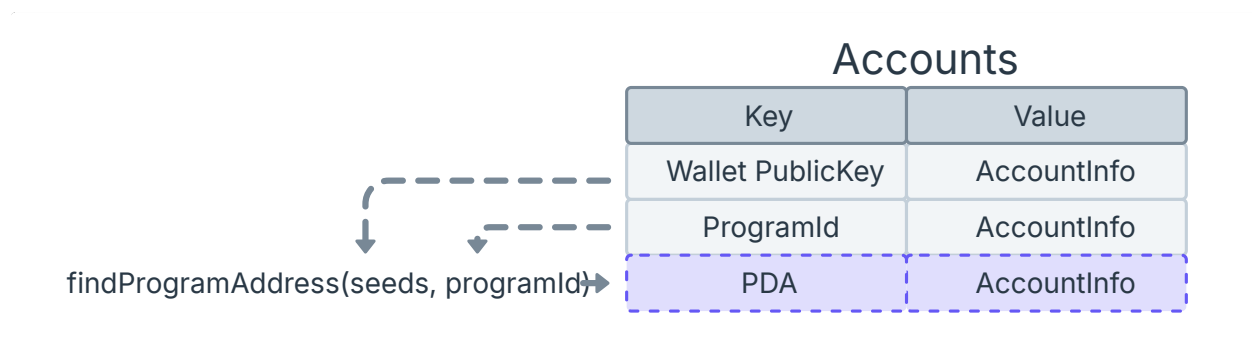 Accounts
Key Value
Wallet PublicKey AccountInfo
ProgramId AccountInfo
findProgramAddress(seeds, programId) PDA AccountInfo